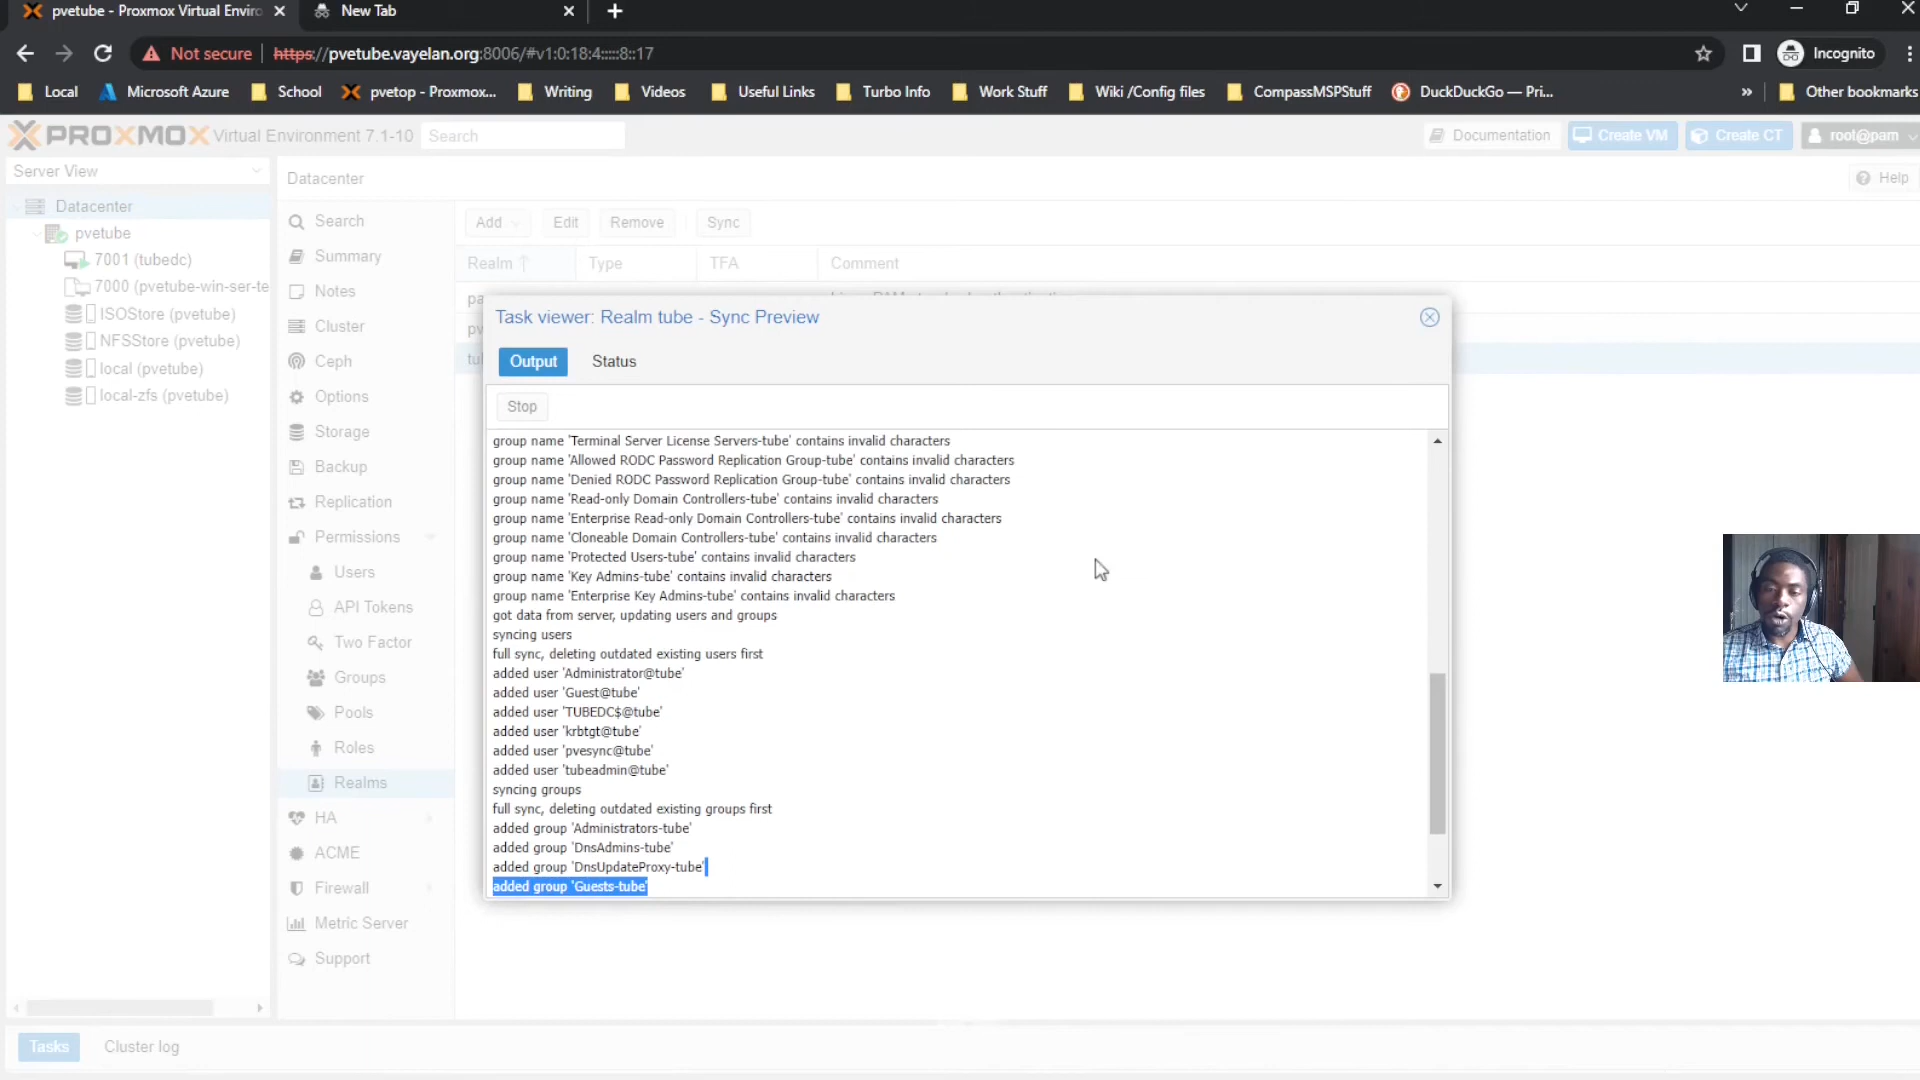 pvetube - Proxmox Virtual Enviro
New Tab
Not secure
https://pvetube.vayelan.org:8006/#v1:0:18:4:::::8::17
Incognito
Local
Microsoft Azure
School
pvetop - Proxmox...
Writing
Videos
Useful Links
Turbo Info
Work Stuff
Wiki /Config files
CompassMSPStuff
DuckDuckGo — Pri...
»
Other bookmarks
PROXMOX Virtual Environment 7.1-10
Search
Documentation
Create VM
Create CT
root@pam
Server View
Datacenter
Help
Datacenter
pvetube
7001 (tubedc)
7000 (pvetube-win-ser-te
ISOStore (pvetube)
NFSStore (pvetube)
local (pvetube)
local-zfs (pvetube)
Search
Summary
Notes
Cluster
Ceph
Options
Storage
Backup
Replication
Permissions
Users
API Tokens
Two Factor
Groups
Pools
Roles
Realms
HA
ACME
Firewall
Metric Server
Support
Add
Edit
Remove
Sync
Realm
Type
TFA
Comment
Task viewer: Realm tube - Sync Preview
Output
Status
Stop
group name 'Terminal Server License Servers-tube' contains invalid characters
group name 'Allowed RODC Password Replication Group-tube' contains invalid characters
group name 'Denied RODC Password Replication Group-tube' contains invalid characters
group name 'Read-only Domain Controllers-tube' contains invalid characters
group name 'Enterprise Read-only Domain Controllers-tube' contains invalid characters
group name 'Cloneable Domain Controllers-tube' contains invalid characters
group name 'Protected Users-tube' contains invalid characters
group name 'Key Admins-tube' contains invalid characters
group name 'Enterprise Key Admins-tube' contains invalid characters
got data from server, updating users and groups
syncing users
full sync, deleting outdated existing users first
added user 'Administrator@tube'
added user 'Guest@tube'
added user 'TUBEDC$@tube'
added user 'krbtgt@tube'
added user 'pvesync@tube'
added user 'tubeadmin@tube'
syncing groups
full sync, deleting outdated existing groups first
added group 'Administrators-tube'
added group 'DnsAdmins-tube'
added group 'DnsUpdateProxy-tube'
added group 'Guests-tube'
Tasks
Cluster log